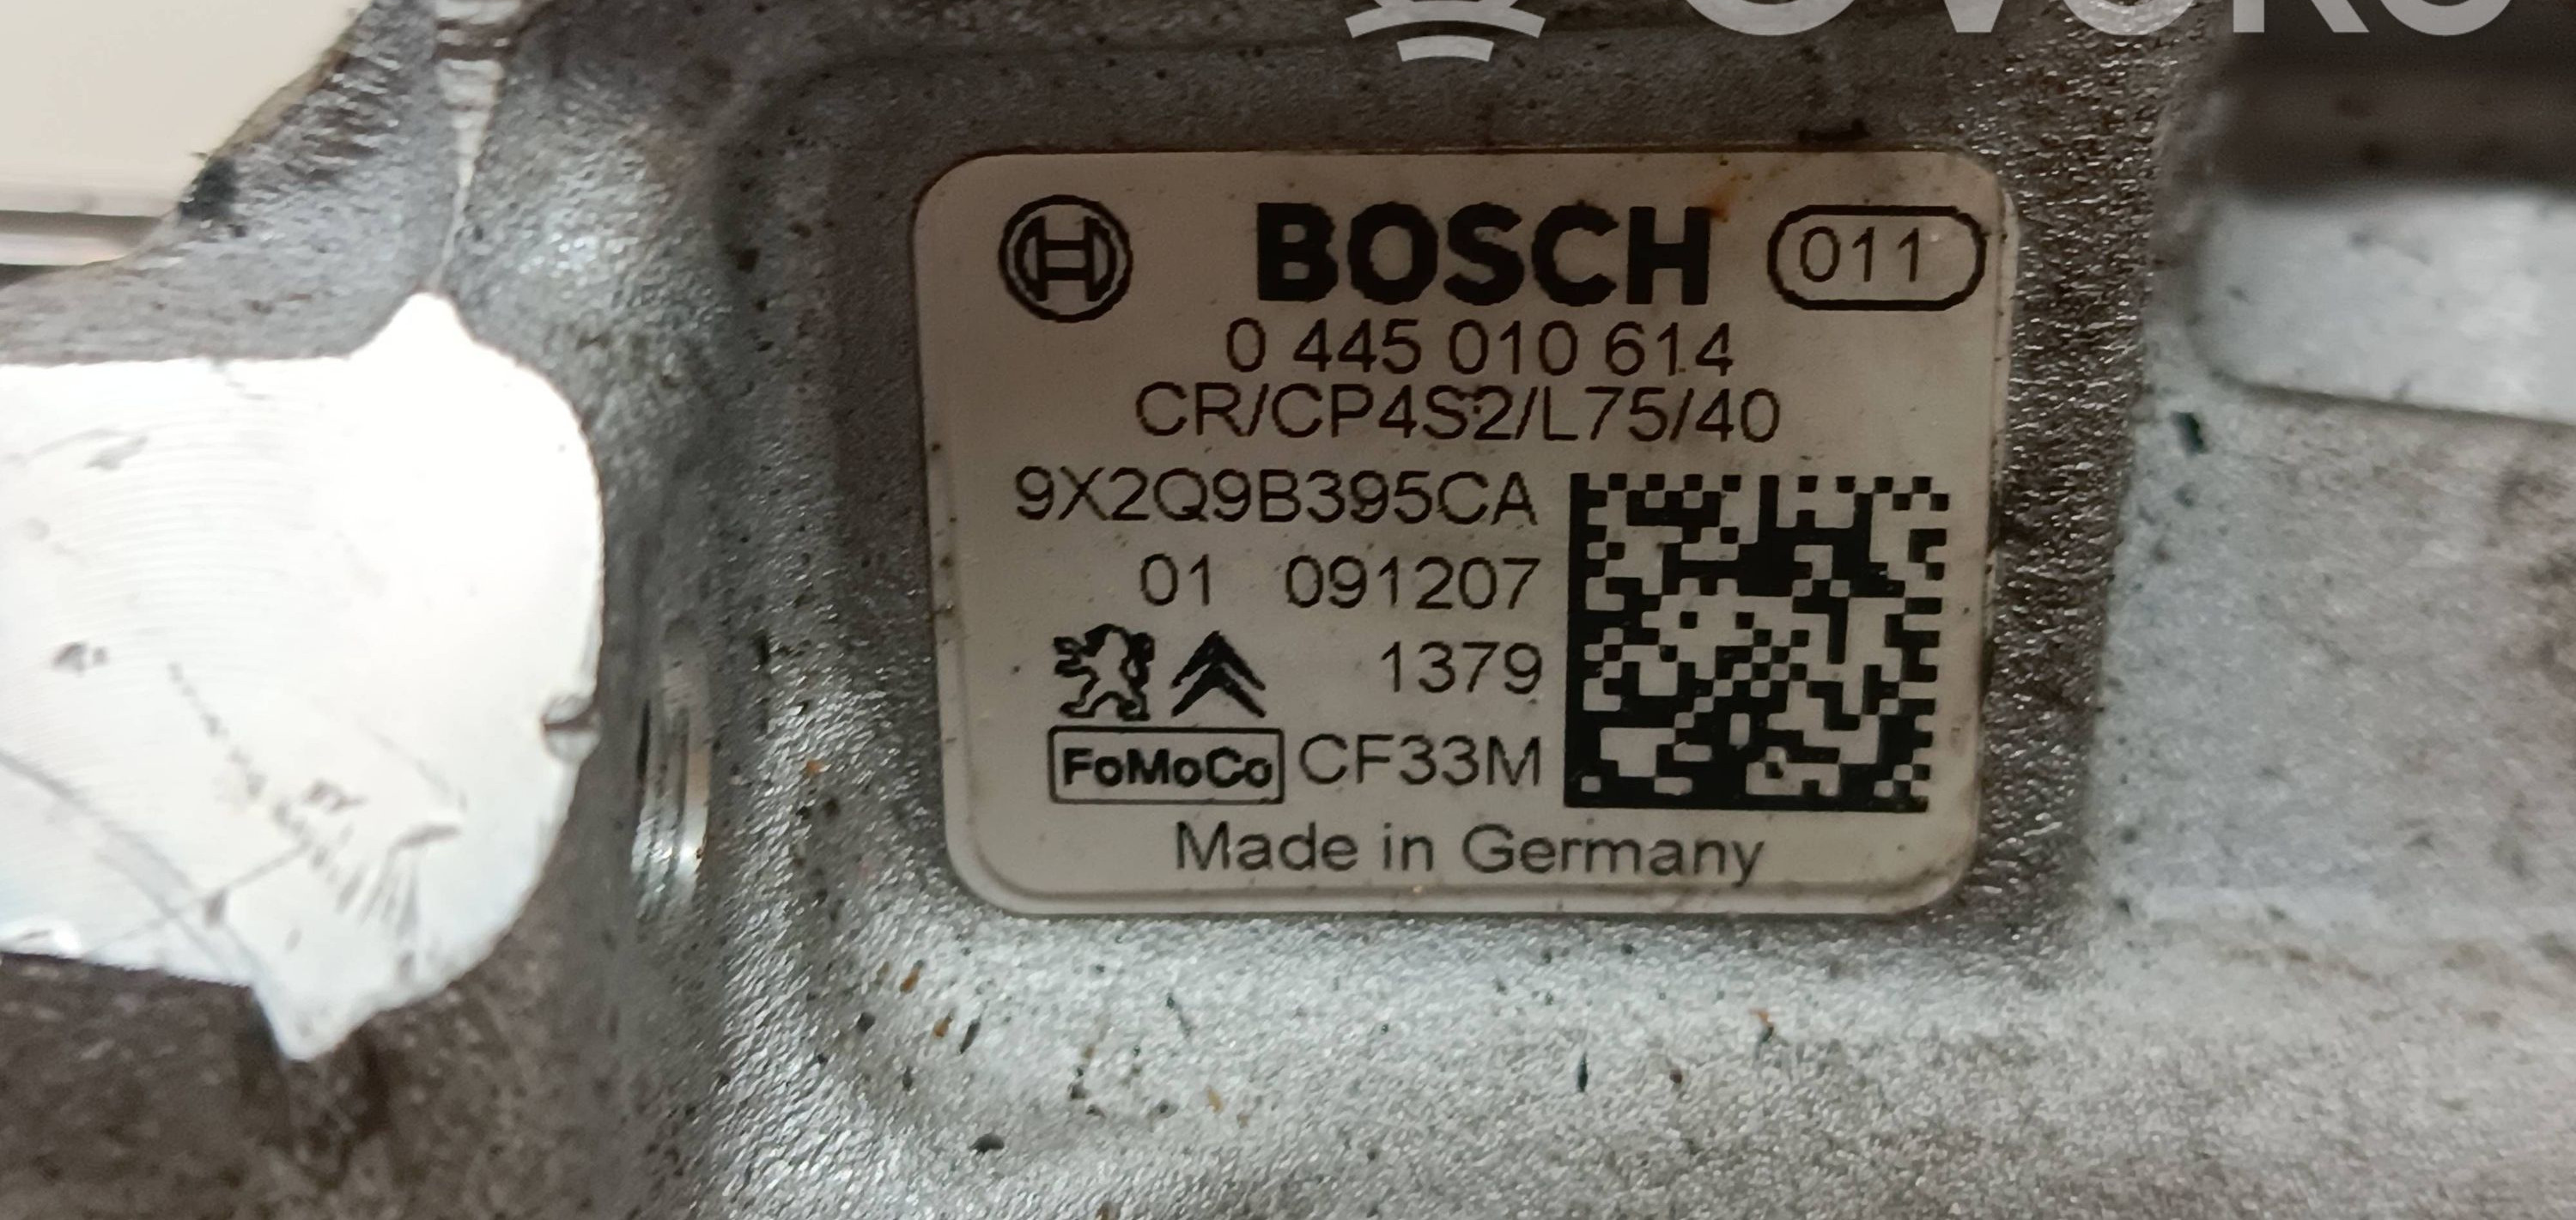 BOSCH 011
0 445 010 614
CR/CP4S2/L75/40
9X2Q9B395CA
01 091207
1379
FoMoCo CF33M
Made in Germany